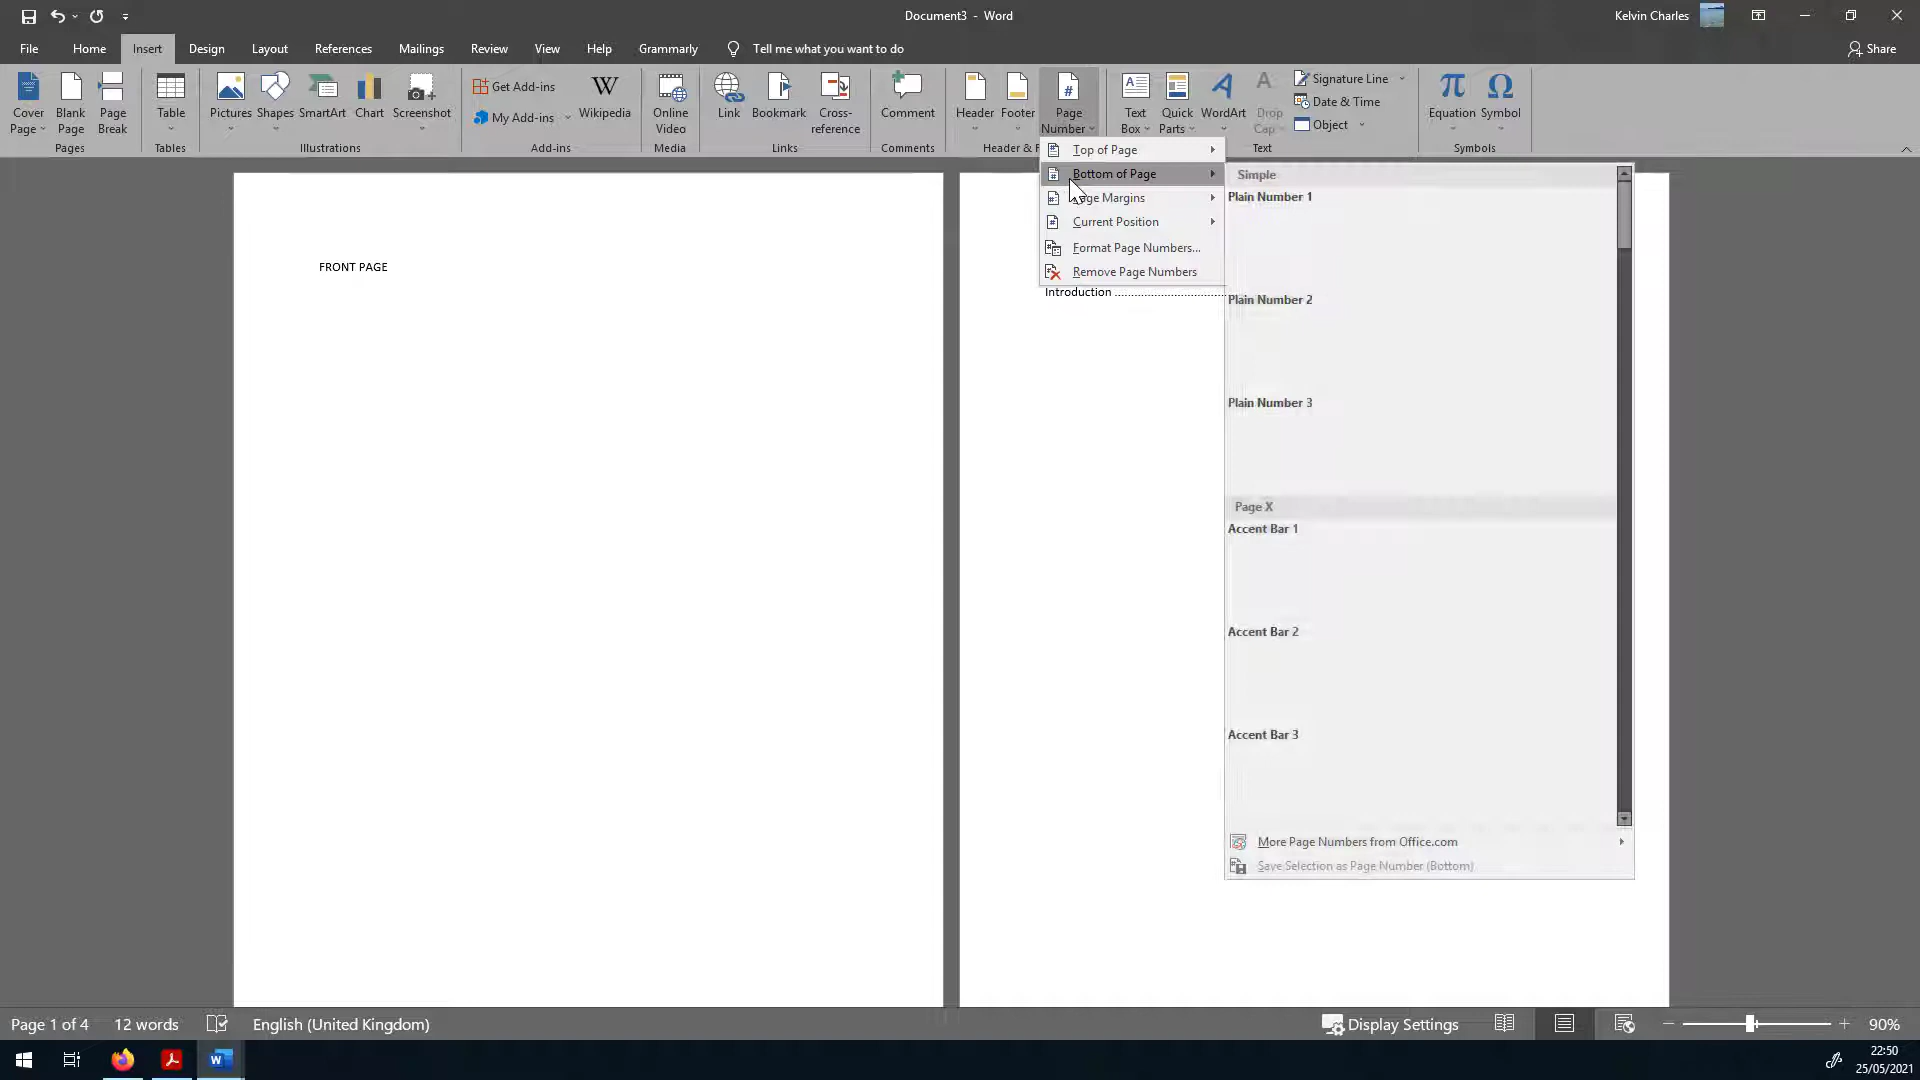 Document3 - Word
Kelvin Charles
File Home Insert Design Layout References Mailings Review View Help Grammarly Tell me what you want to do Share
Cover Page
Blank Page
Page Break
Pages
Table
Tables
Pictures
Shapes
SmartArt
Chart
Screenshot
Illustrations
Get Add-ins
My Add-ins
Wikipedia
Add-ins
Online Video
Media
Link
Bookmark
Cross-reference
Links
Comment
Comments
Header
Footer
Page Number
Header & F
Text Box
Quick Parts
WordArt
Drop Cap
Signature Line
Date & Time
Object
Text
Equation
Symbol
Symbols
Top of Page
Bottom of Page
Page Margins
Current Position
Format Page Numbers...
Remove Page Numbers
Simple
Plain Number 1
Plain Number 2
Plain Number 3
Page X
Accent Bar 1
Accent Bar 2
Accent Bar 3
More Page Numbers from Office.com
Save Selection as Page Number (Bottom)
FRONT PAGE
Introduction ................................
Page 1 of 4 12 words English (United Kingdom) Display Settings 90%
22:50
25/05/2021